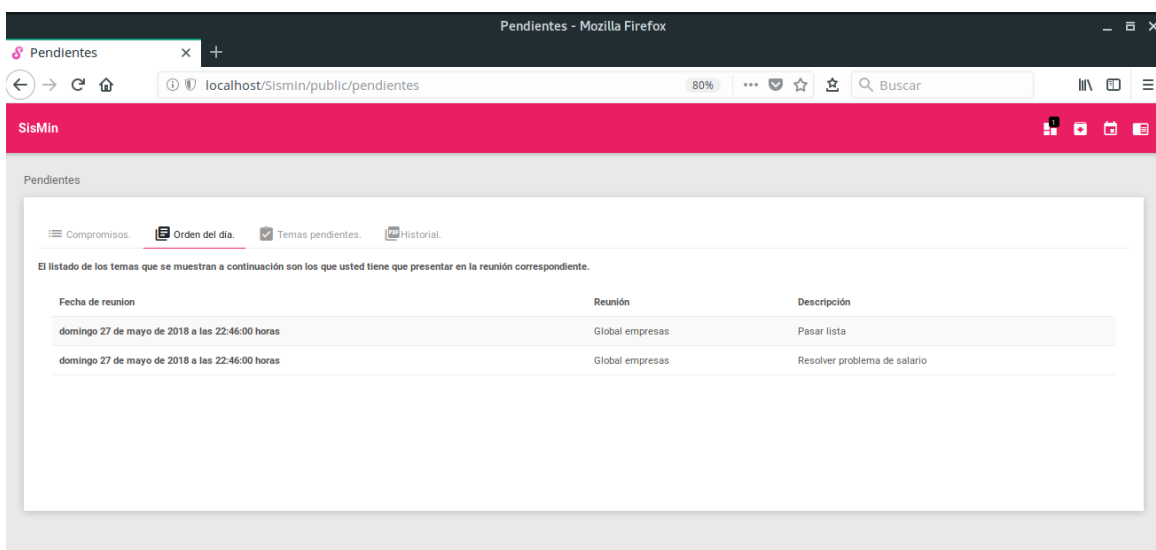 Pendientes - Mozilla Firefox
Pendientes
localhost/Sismin/public/pendientes 80% Buscar
SisMin 1
Pendientes
Compromisos. Orden del día. Temas pendientes. PDF Historial.
El listado de los temas que se muestran a continuación son los que usted tiene que presentar en la reunión correspondiente.
Fecha de reunion Reunión Descripción
domingo 27 de mayo de 2018 a las 22:46:00 horas Global empresas Pasar lista
domingo 27 de mayo de 2018 a las 22:46:00 horas Global empresas Resolver problema de salario